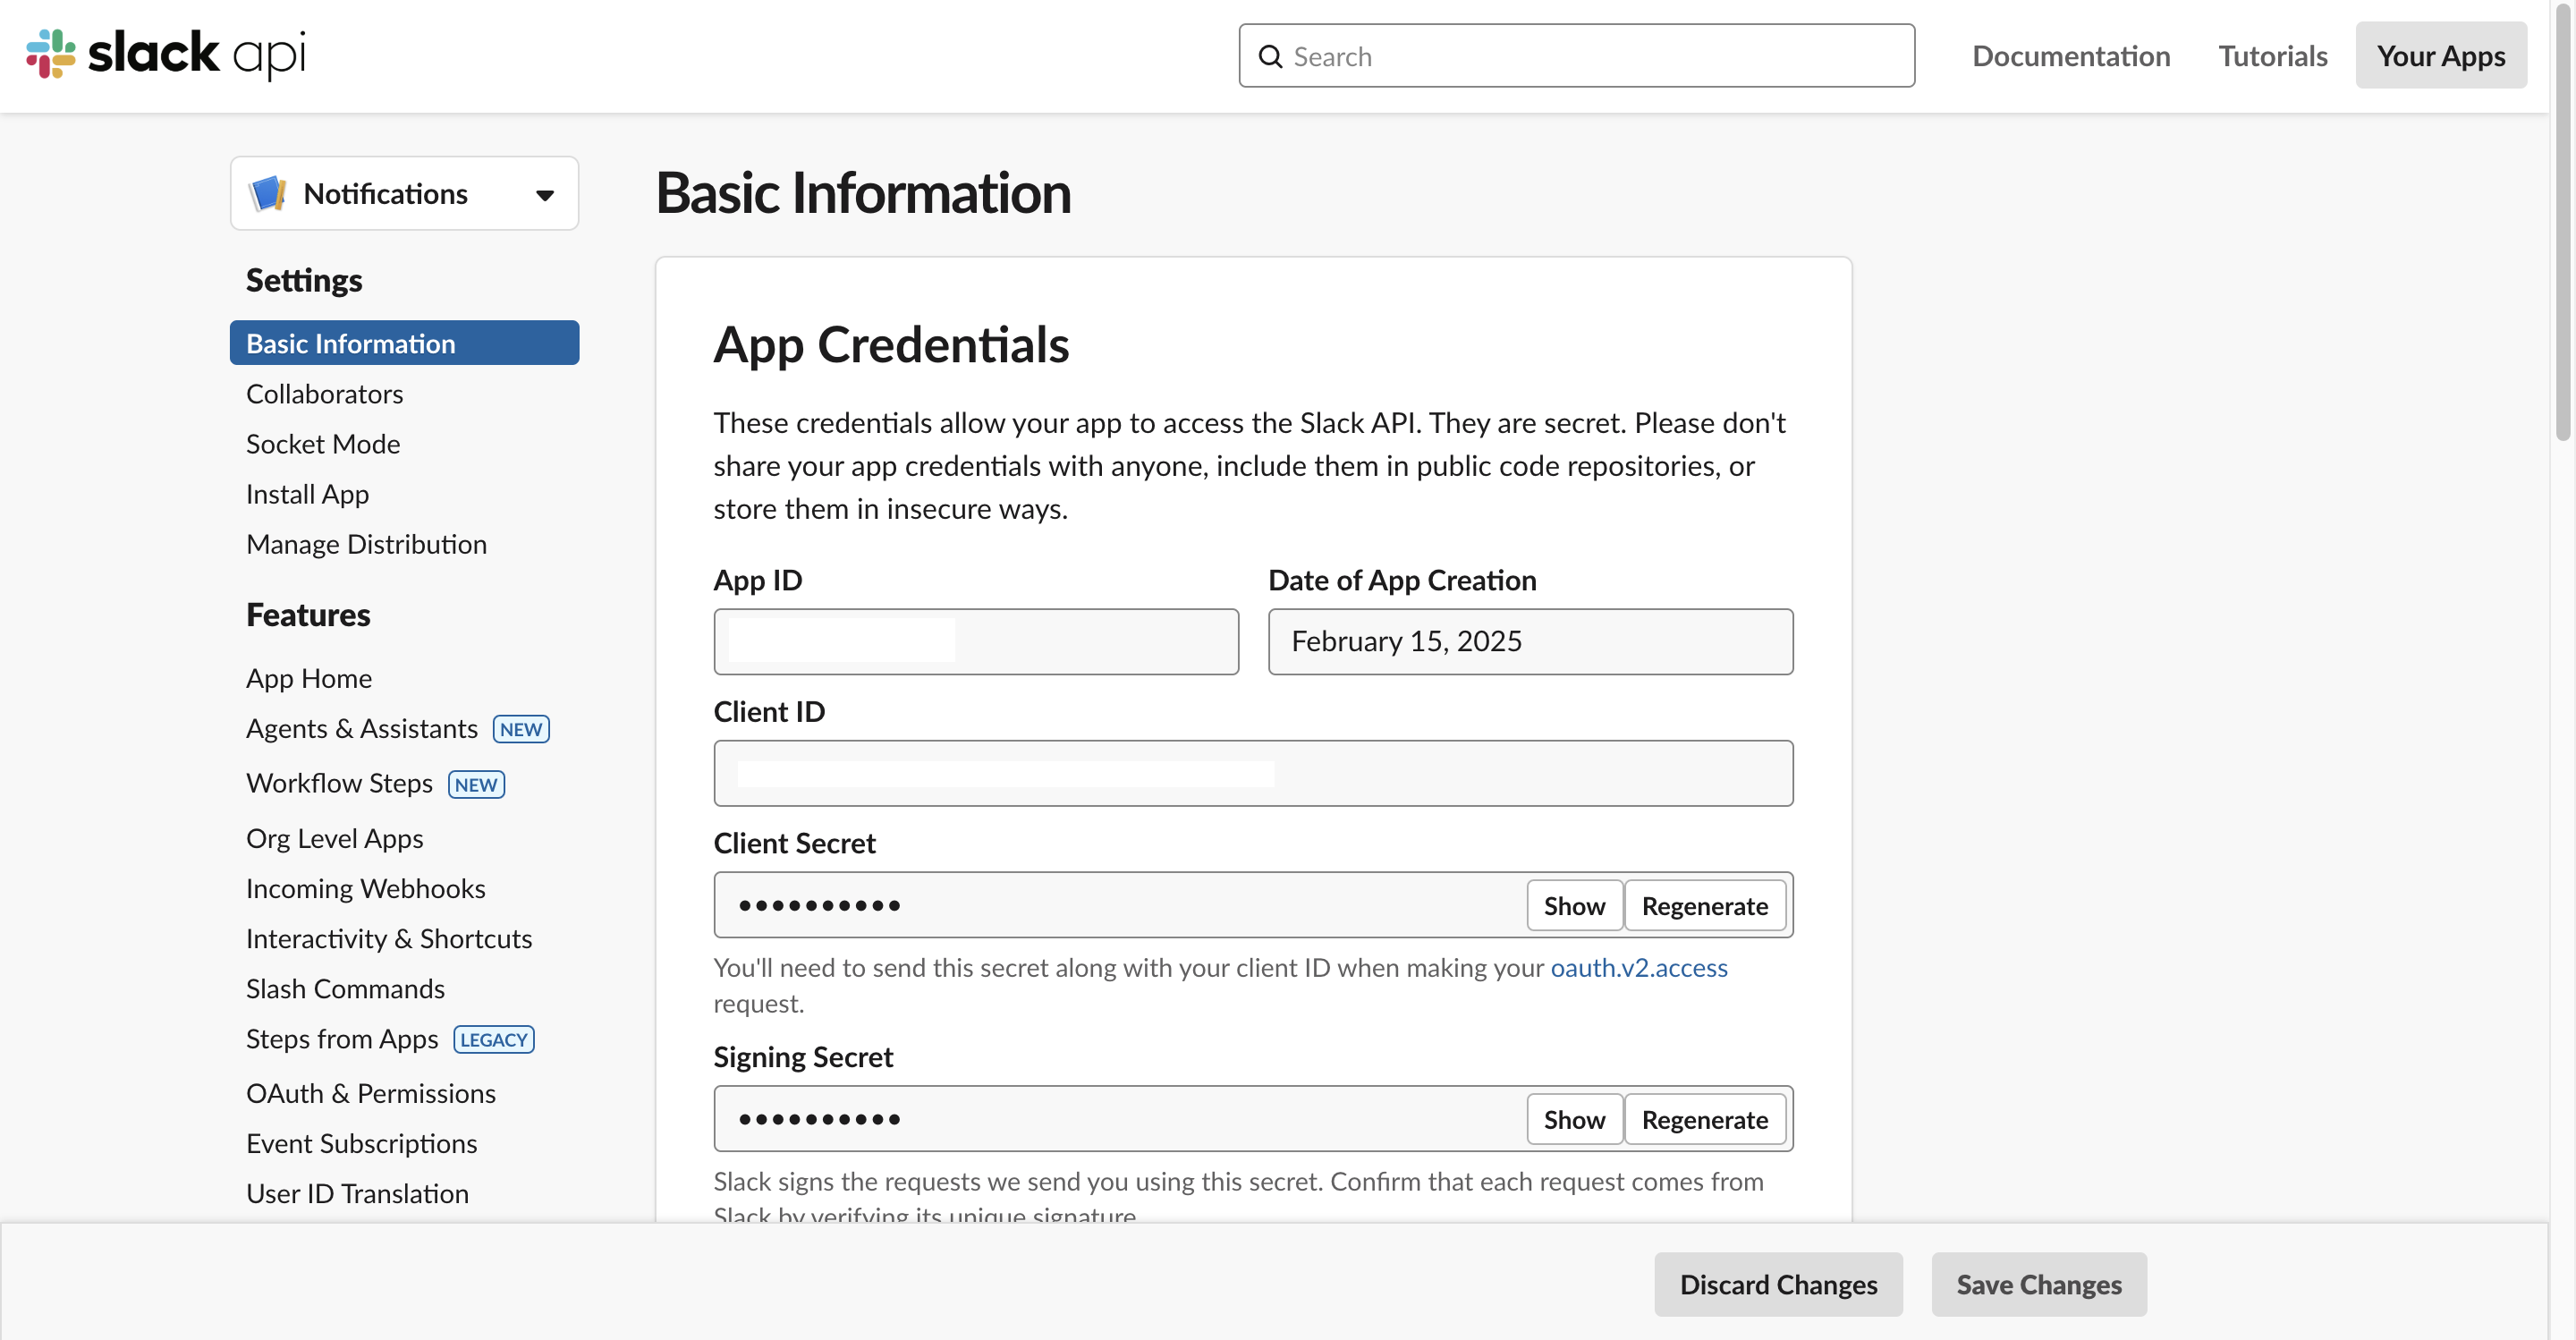 slack api
Search
Documentation
Tutorials
Your Apps
Notifications
Settings
Basic Information
Collaborators
Socket Mode
Install App
Manage Distribution
Features
App Home
Agents & Assistants NEW
Workflow Steps NEW
Org Level Apps
Incoming Webhooks
Interactivity & Shortcuts
Slash Commands
Steps from Apps LEGACY
OAuth & Permissions
Event Subscriptions
User ID Translation
Basic Information
App Credentials
These credentials allow your app to access the Slack API. They are secret. Please don't
share your app credentials with anyone, include them in public code repositories, or
store them in insecure ways.
App ID
Date of App Creation
February 15, 2025
Client ID
Client Secret
••••••••••
Show
Regenerate
You'll need to send this secret along with your client ID when making your oauth.v2.access
request.
Signing Secret
••••••••••
Show
Regenerate
Slack signs the requests we send you using this secret. Confirm that each request comes from
Slack by verifying its unique signature.
Discard Changes
Save Changes